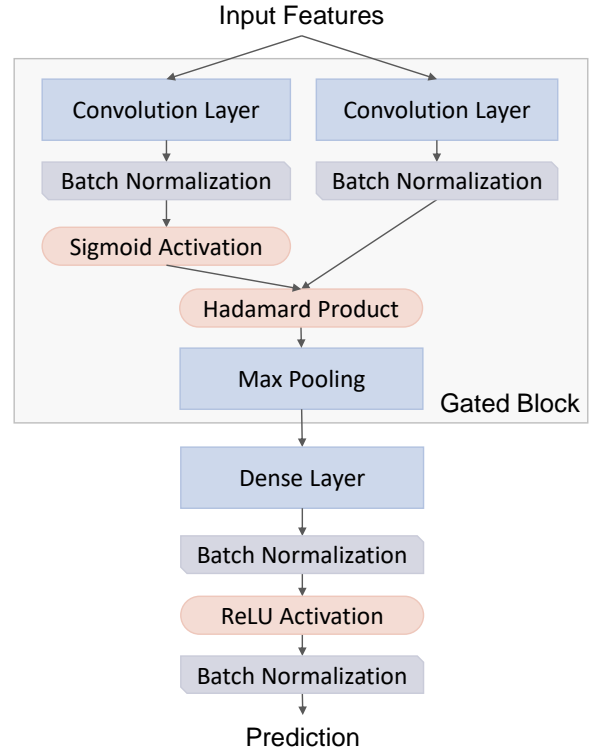 Input Features
Convolution Layer
Convolution Layer
Batch Normalization
Batch Normalization
Sigmoid Activation
Hadamard Product
Max Pooling
Gated Block
Dense Layer
Batch Normalization
ReLU Activation
Batch Normalization
Prediction